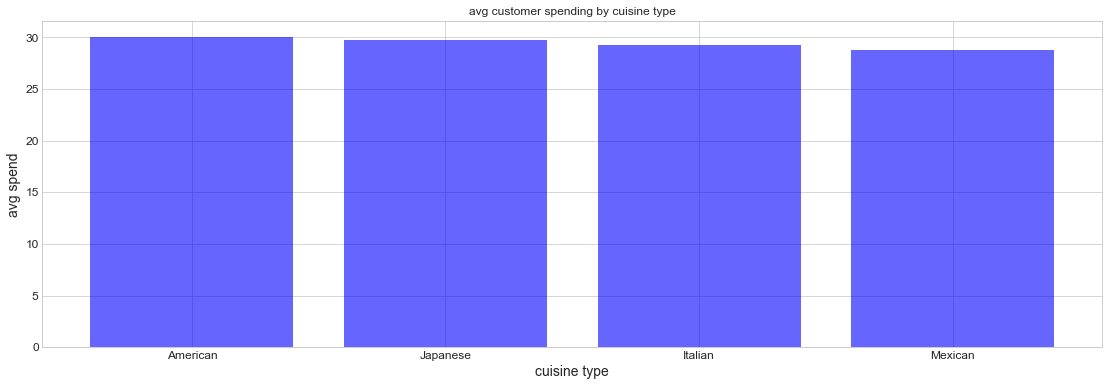 avg customer spending by cuisine type
30
25
20
15
10
5
0
avg spend
American Japanese Italian Mexican
cuisine type